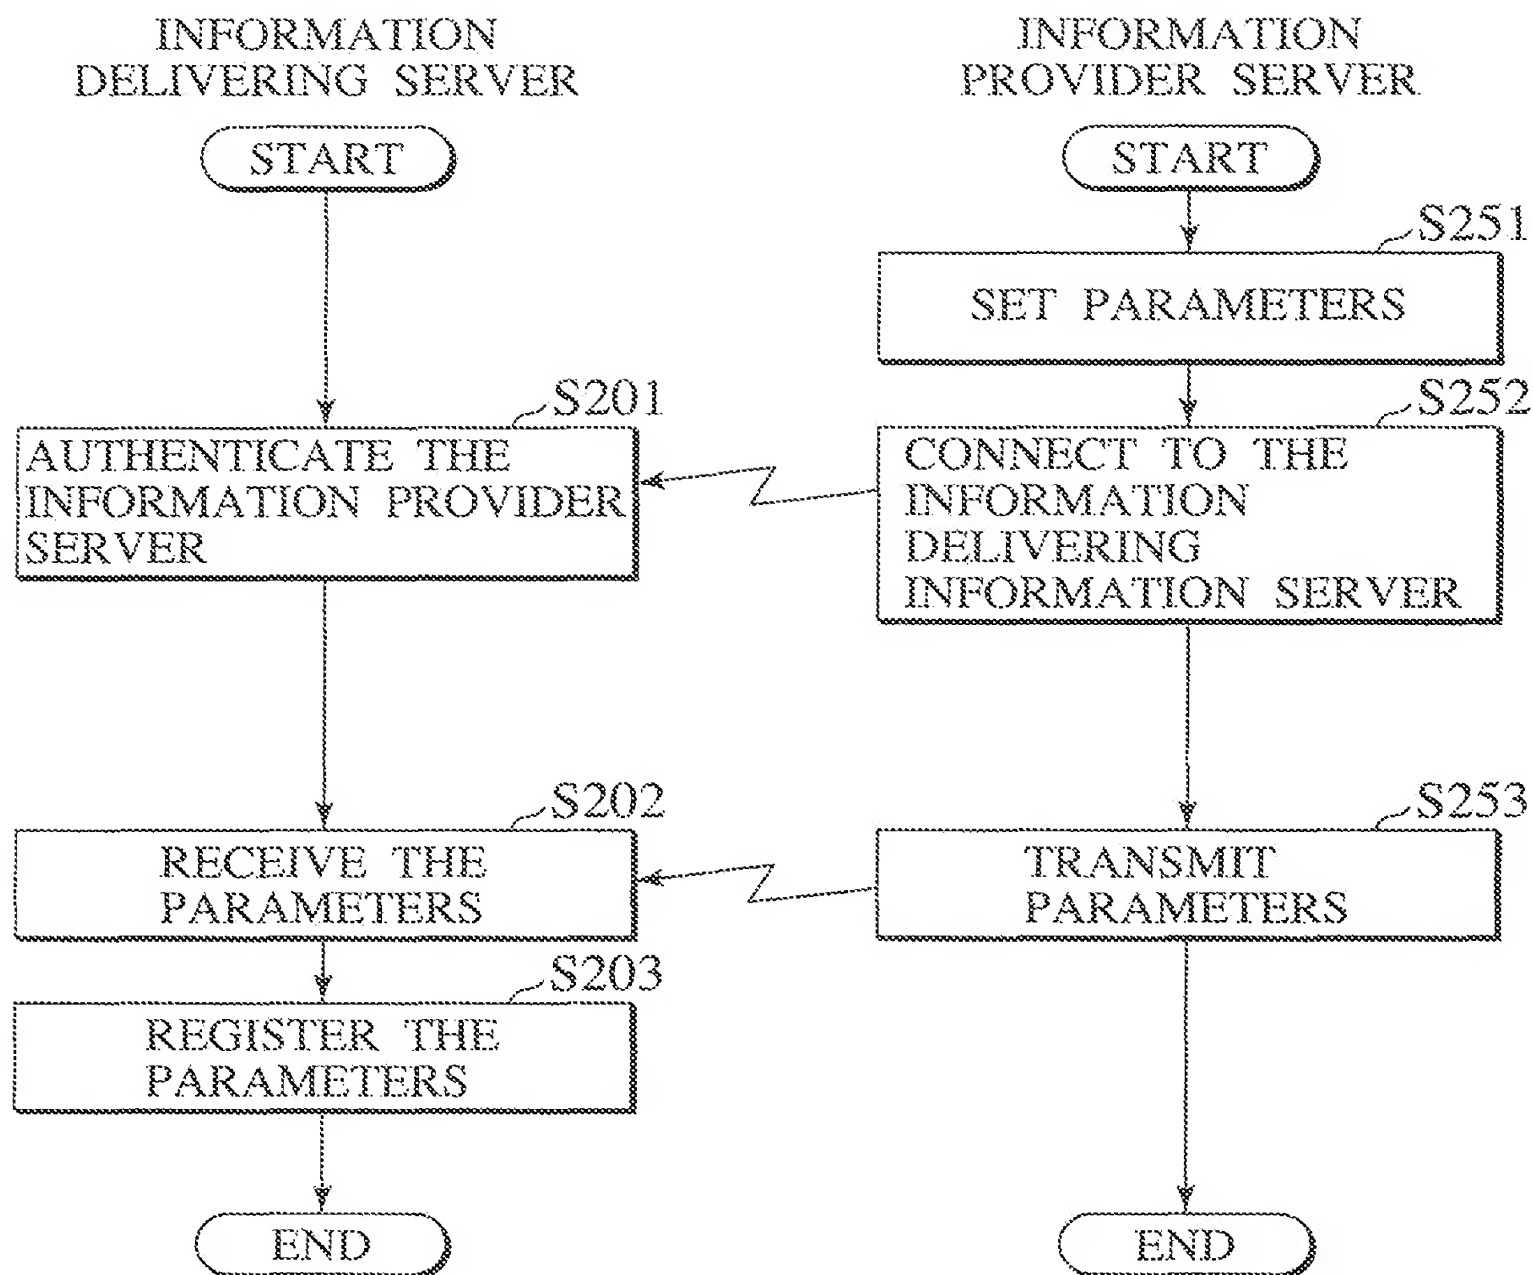 INFORMATION
DELIVERING SERVER
START
S201
AUTHENTICATE THE
INFORMATION PROVIDER
SERVER
S202
RECEIVE THE
PARAMETERS
S203
REGISTER THE
PARAMETERS
END
INFORMATION
PROVIDER SERVER
START
S251
SET PARAMETERS
S252
CONNECT TO THE
INFORMATION
DELIVERING
INFORMATION SERVER
S253
TRANSMIT
PARAMETERS
END